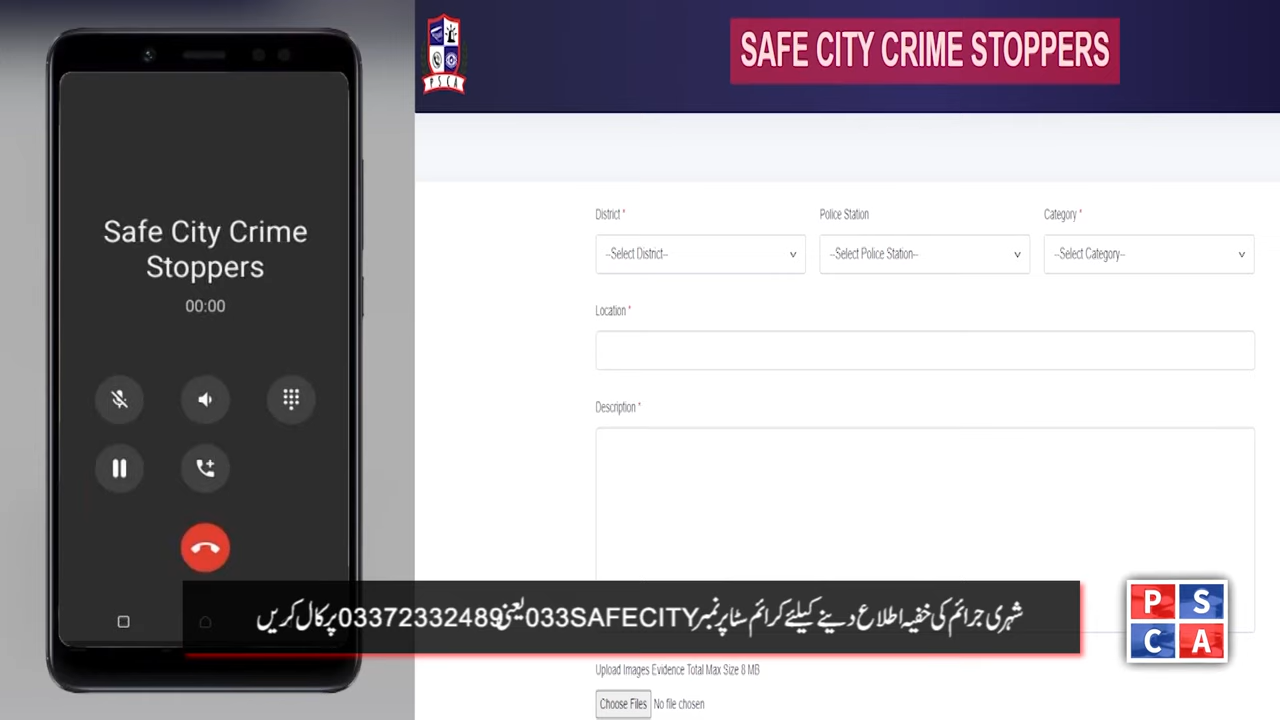 Safe City Crime
Stoppers
00:00
PSCA
SAFE CITY CRIME STOPPERS
District *
Police Station
Category *
--Select District--
--Select Police Station--
--Select Category--
Location *
Description *
شہری جرائم کی خفیہ اطلاع دینے کیلئے کرائم سٹاپر نمبر 033SAFECITY یعنی 03372332489 پر کال کریں
P S
C A
Upload Images Evidence Total Max Size 8 MB
Choose Files No file chosen